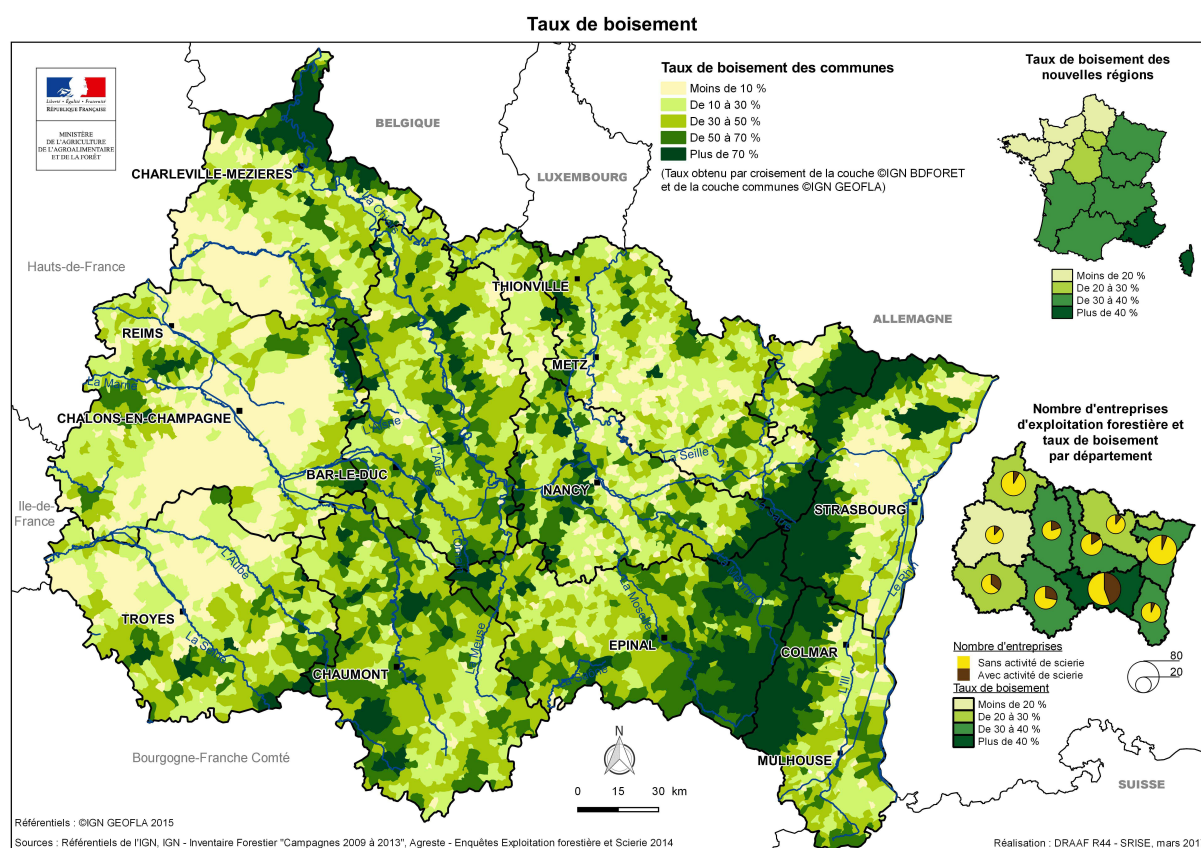 Taux de boisement
Liberté • Égalité • Fraternité
RÉPUBLIQUE FRANÇAISE
MINISTÈRE
DE L'AGRICULTURE
DE L'AGROALIMENTAIRE
ET DE LA FORÊT
Taux de boisement des communes
Moins de 10 %
De 10 à 30 %
De 30 à 50 %
De 50 à 70 %
Plus de 70 %
(Taux obtenu par croisement de la couche ©IGN BDFORET
et de la couche communes ©IGN GEOFLA)
Taux de boisement des
nouvelles régions
Moins de 20 %
De 20 à 30 %
De 30 à 40 %
Plus de 40 %
BELGIQUE
LUXEMBOURG
ALLEMAGNE
SUISSE
Hauts-de-France
Ile-de-
France
Bourgogne-Franche Comté
CHARLEVILLE-MEZIERES
La Chiers
THIONVILLE
REIMS
METZ
La Marne
CHALONS-EN-CHAMPAGNE
L'Aire
La Seille
BAR-LE-DUC
NANCY
STRASBOURG
L'Aube
Le Rhin
La Moselle
TROYES
La Seine
La Meuse
EPINAL
CHAUMONT
COLMAR
L'Ill
MULHOUSE
Nombre d'entreprises
d'exploitation forestière et
taux de boisement
par département
Nombre d'entreprises
Sans activité de scierie
Avec activité de scierie
80
20
Taux de boisement
Moins de 20 %
De 20 à 30 %
De 30 à 40 %
Plus de 40 %
N
0 15 30 km
Référentiels : ©IGN GEOFLA 2015
Sources : Référentiels de l'IGN, IGN - Inventaire Forestier "Campagnes 2009 à 2013", Agreste - Enquêtes Exploitation forestière et Scierie 2014
Réalisation : DRAAF R44 - SRISE, mars 201